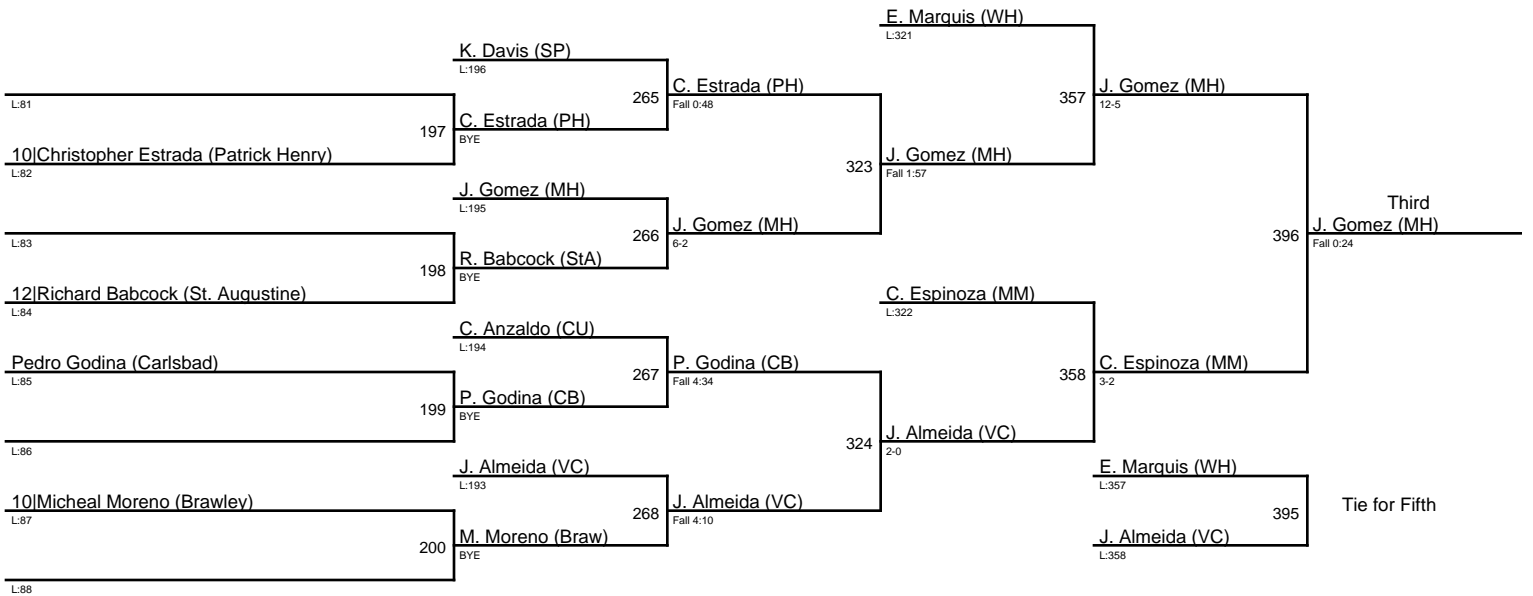 E. Marquis (WH)
L:321
K. Davis (SP)
L:196
265
C. Estrada (PH)
Fall 0:48
357
J. Gomez (MH)
12-5
L:81
197
C. Estrada (PH)
BYE
10|Christopher Estrada (Patrick Henry)
L:82
323
J. Gomez (MH)
Fall 1:57
J. Gomez (MH)
L:195
266
J. Gomez (MH)
6-2
Third
396
J. Gomez (MH)
Fall 0:24
L:83
198
R. Babcock (StA)
BYE
12|Richard Babcock (St. Augustine)
L:84
C. Espinoza (MM)
L:322
C. Anzaldo (CU)
L:194
Pedro Godina (Carlsbad)
L:85
267
P. Godina (CB)
Fall 4:34
358
C. Espinoza (MM)
3-2
199
P. Godina (CB)
BYE
L:86
324
J. Almeida (VC)
2-0
J. Almeida (VC)
L:193
E. Marquis (WH)
L:357
10|Micheal Moreno (Brawley)
L:87
268
J. Almeida (VC)
Fall 4:10
395
Tie for Fifth
200
M. Moreno (Braw)
BYE
J. Almeida (VC)
L:358
L:88